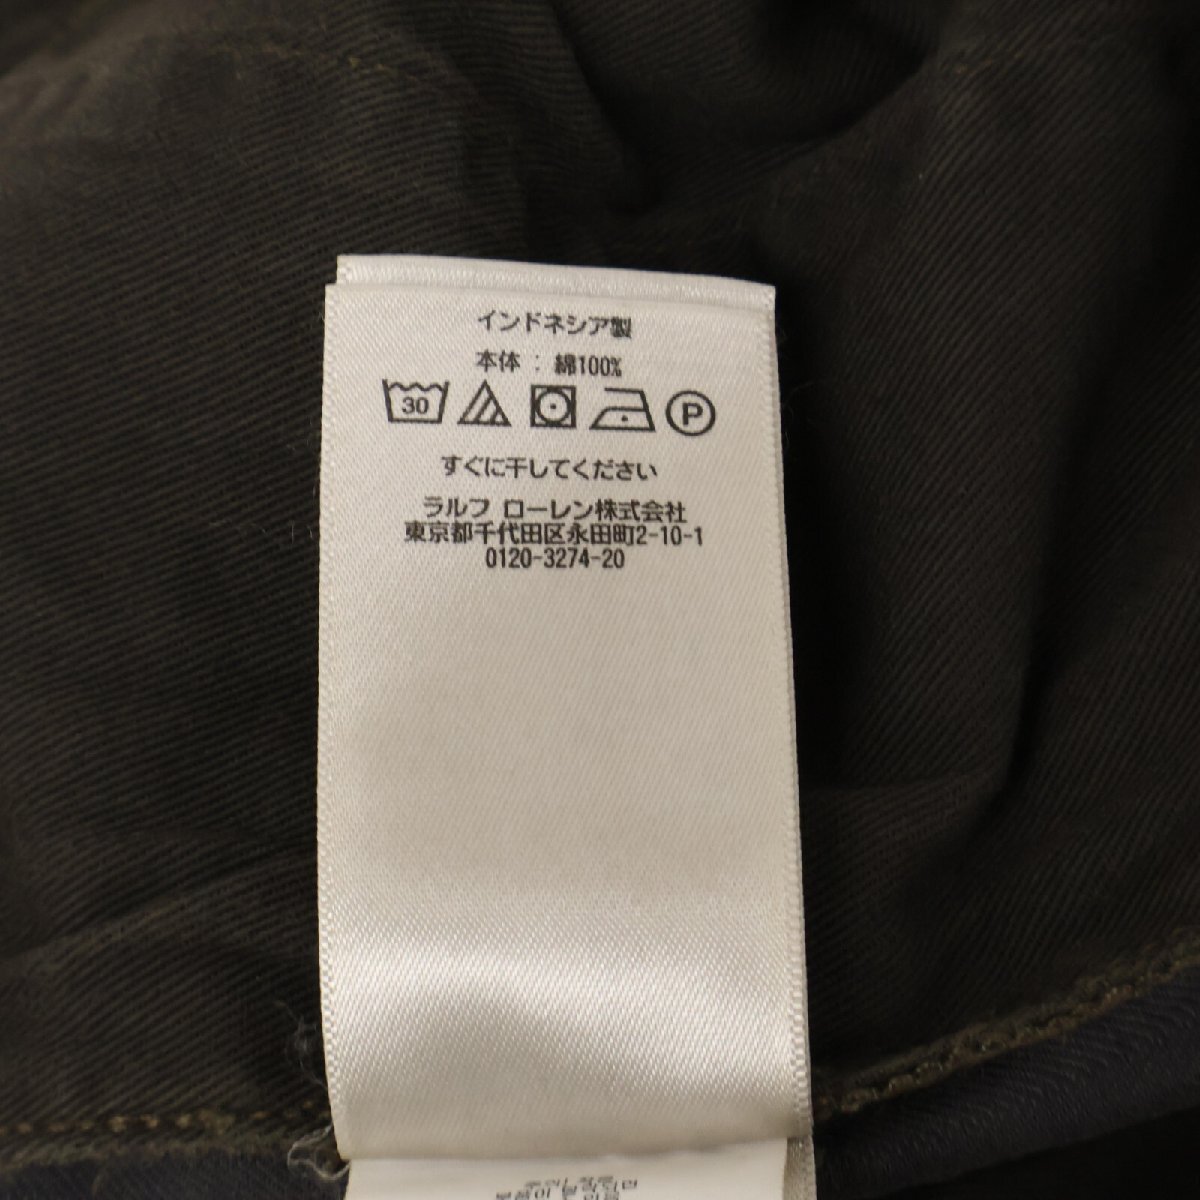 インドネシア製
本体 : 綿100%
30 P
すぐに干してください
ラルフ ローレン株式会社
東京都千代田区永田町2-10-1
0120-3274-20